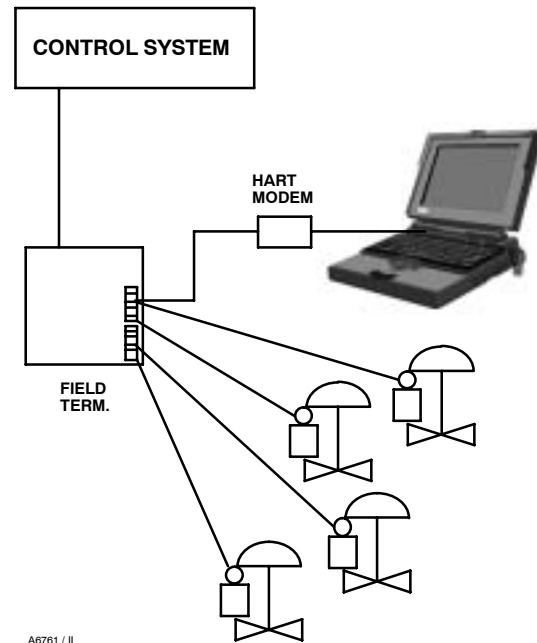 CONTROL SYSTEM
HART
MODEM
FIELD
TERM.
A6761 / IL